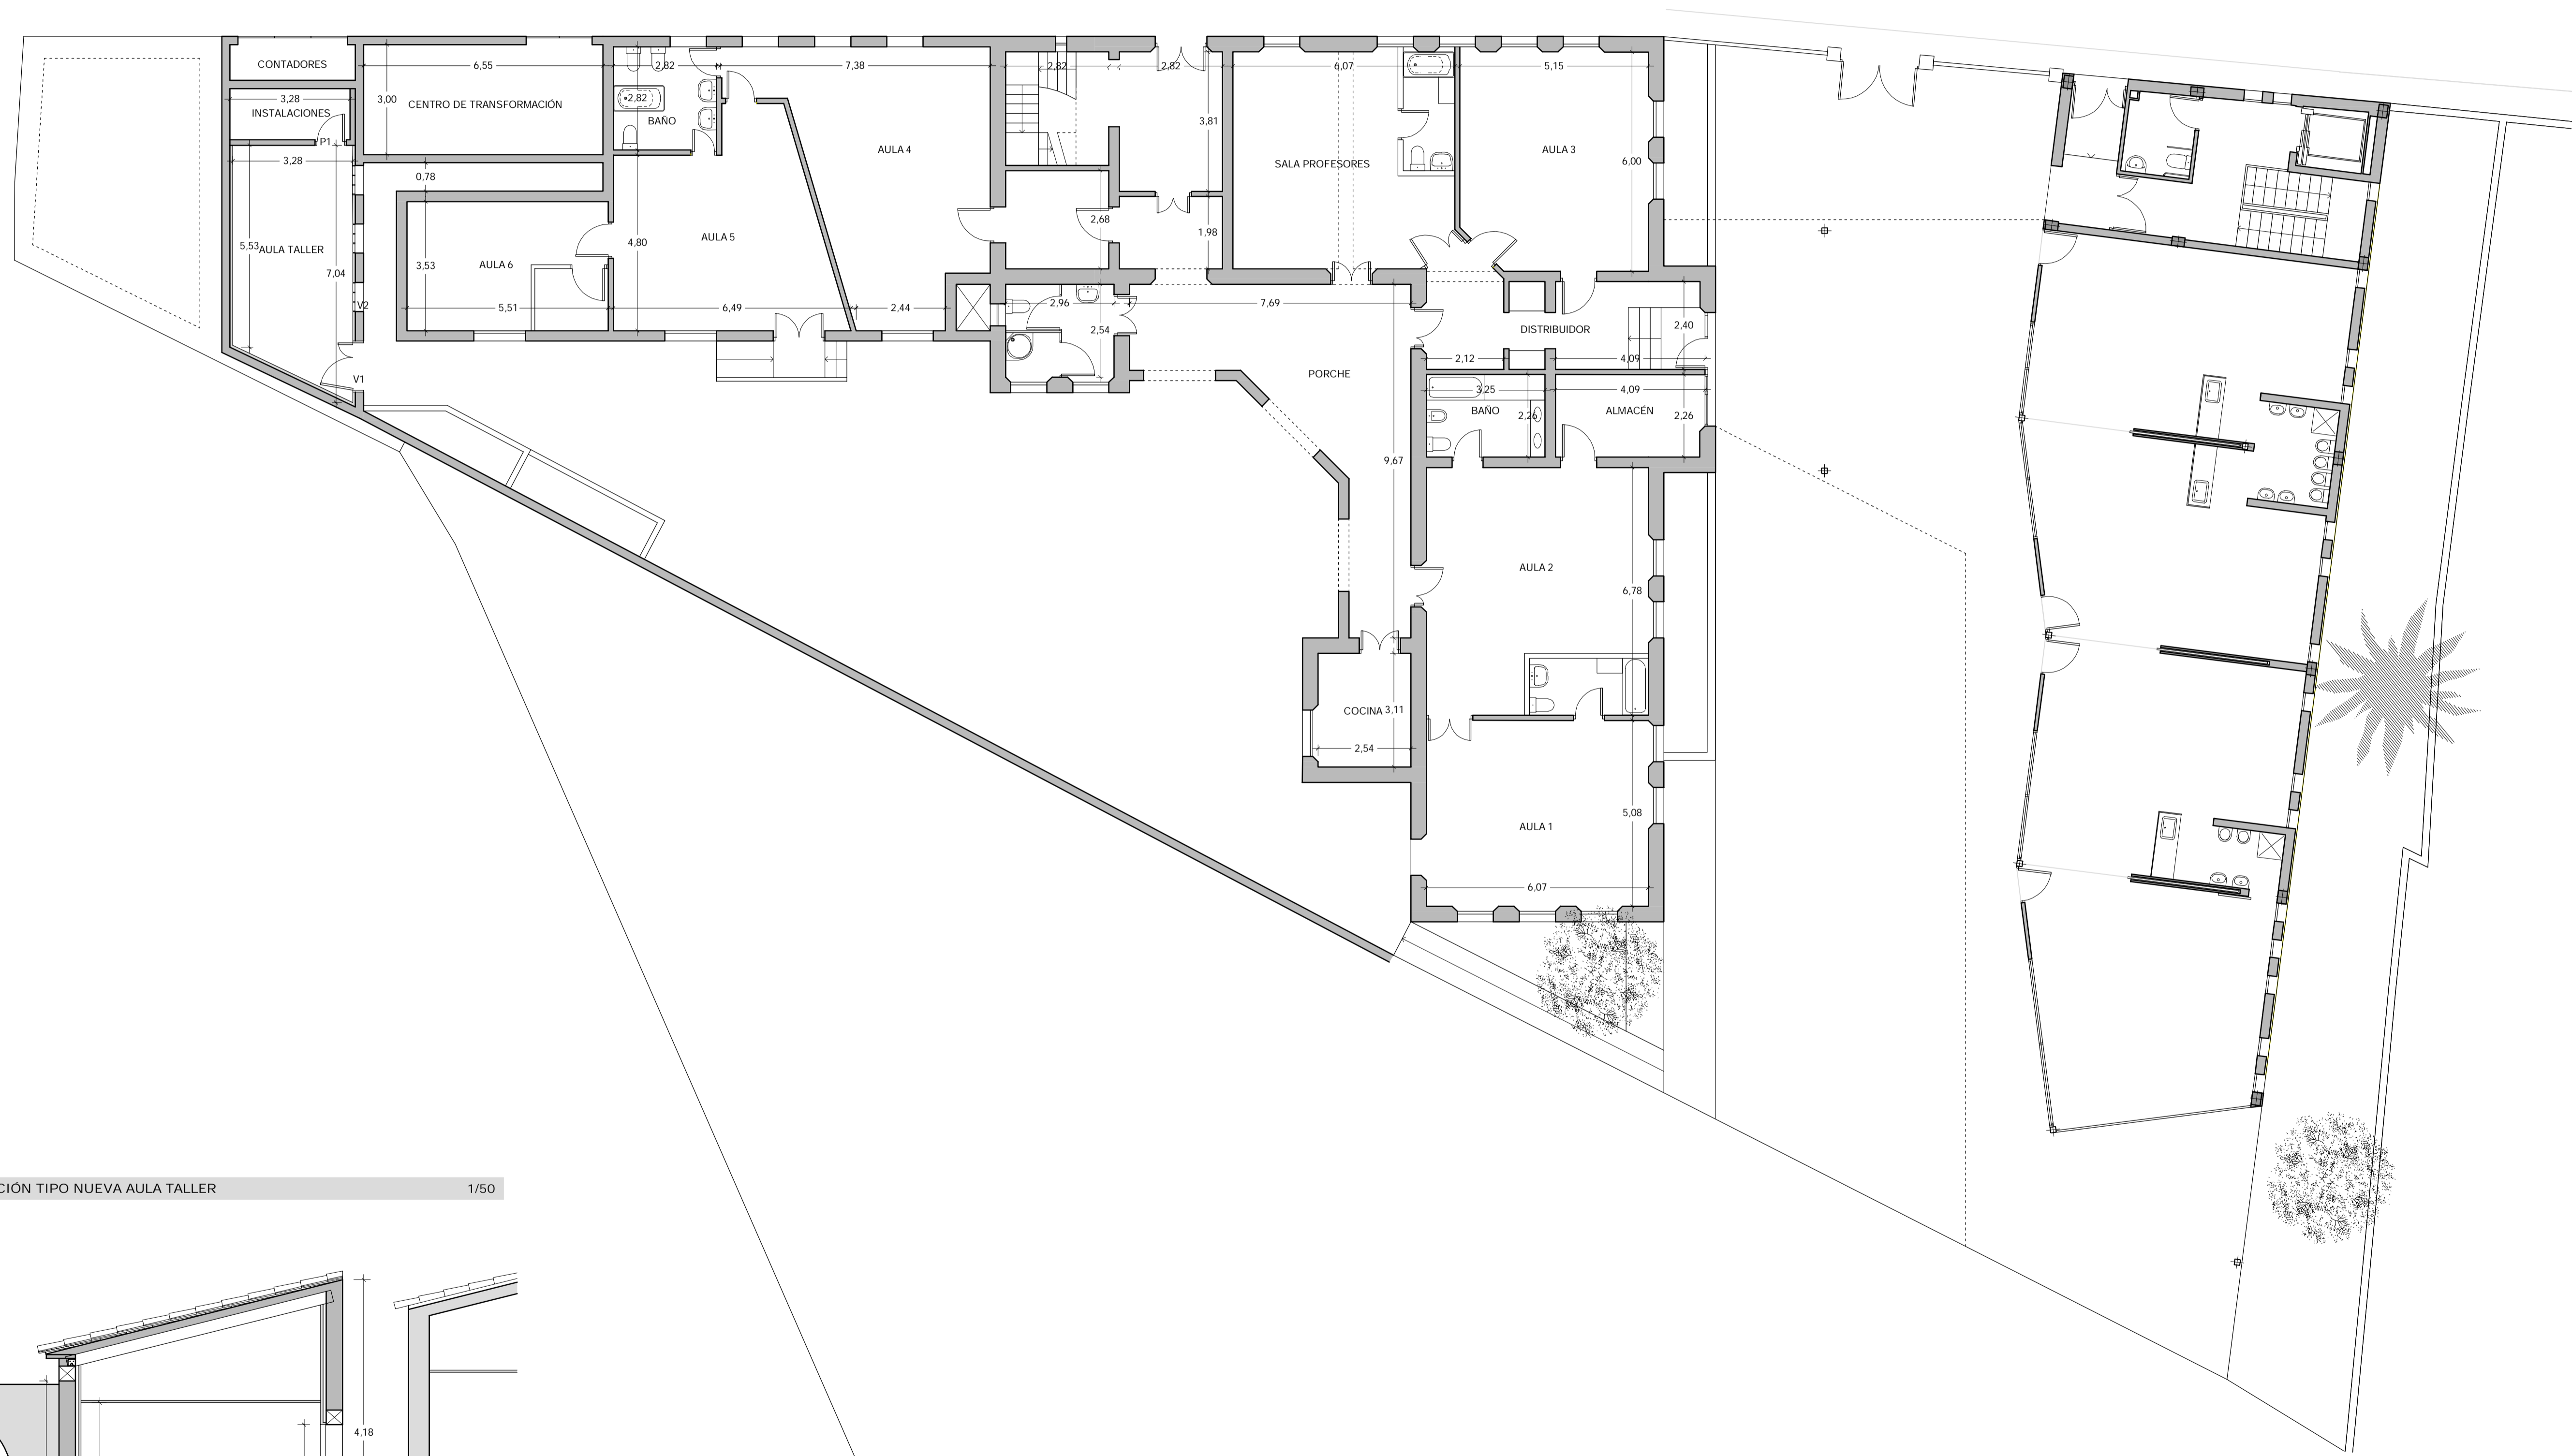 CONTADORES
6,55
2,82
7,38
2,82
2,82
6,07
5,15
3,28
INSTALACIONES
3,00
CENTRO DE TRANSFORMACIÓN
2,82
BAÑO
3,81
P1
3,28
0,78
AULA 4
SALA PROFESORES
AULA 3
6,00
5,53
AULA TALLER
7,04
3,53
AULA 6
4,80
AULA 5
2,68
1,98
V2
5,51
6,49
2,44
2,96
2,54
7,69
DISTRIBUIDOR
2,40
2,12
4,09
V1
PORCHE
3,25
BAÑO
2,26
4,09
ALMACÉN
2,26
9,67
AULA 2
6,78
COCINA
3,11
2,54
AULA 1
5,08
6,07
CIÓN TIPO NUEVA AULA TALLER 1/50
4,18